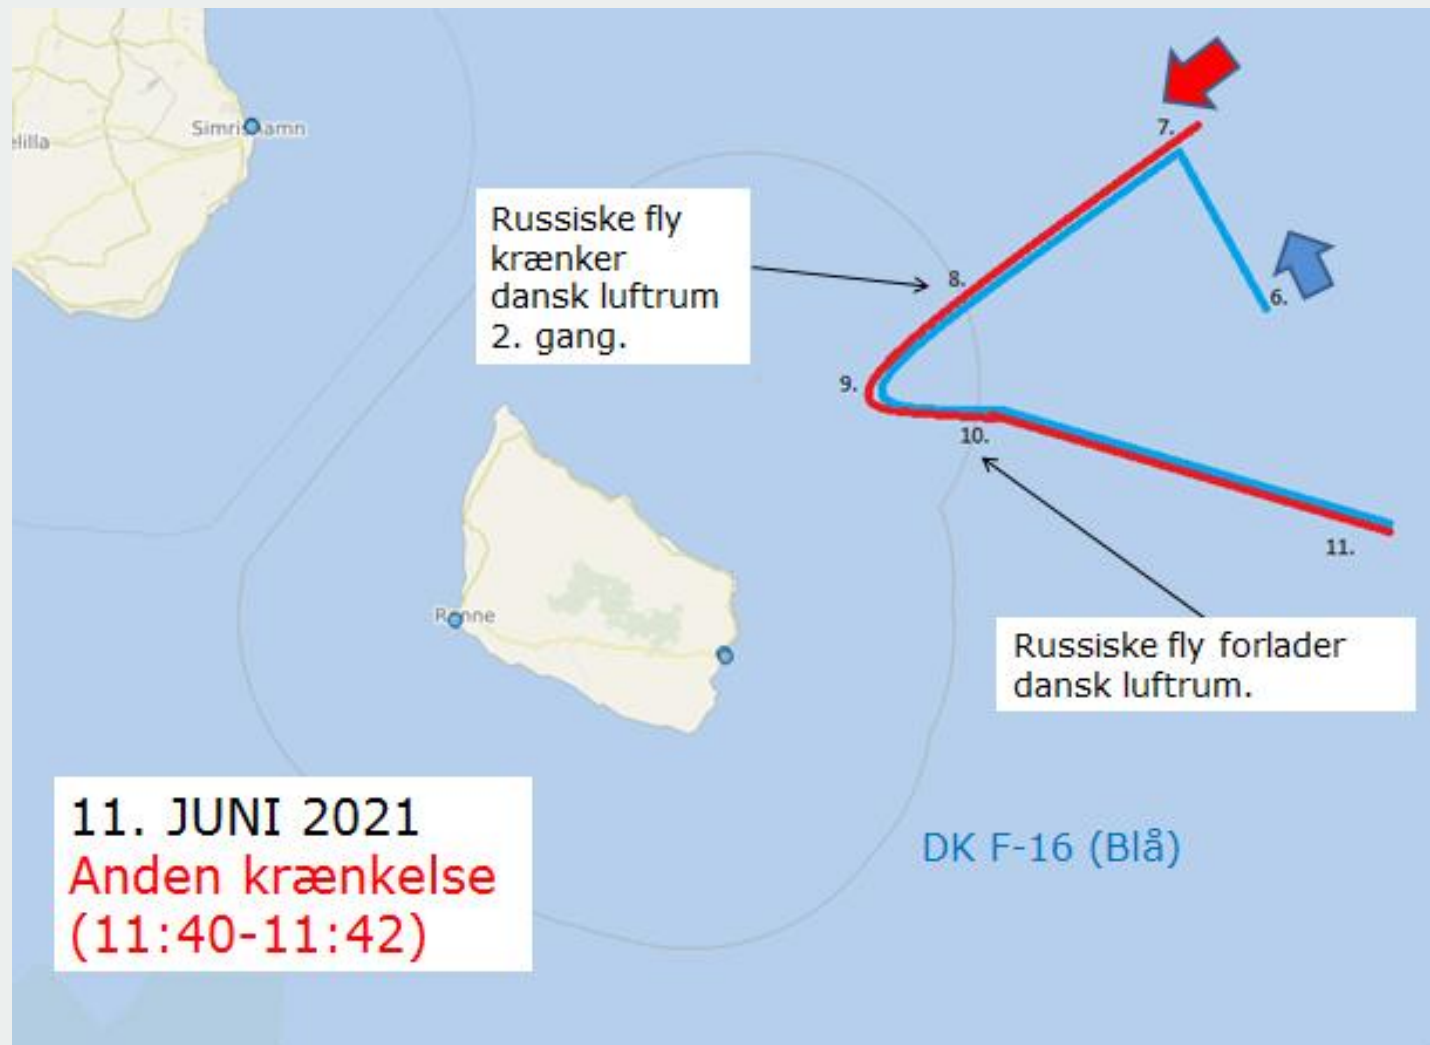 Simrishamn
elilla
7.
Russiske fly
krænker
dansk luftrum
2. gang.
8.
6.
9.
10.
11.
Rønne
Russiske fly forlader
dansk luftrum.
11. JUNI 2021
Anden krænkelse
(11:40-11:42)
DK F-16 (Blå)